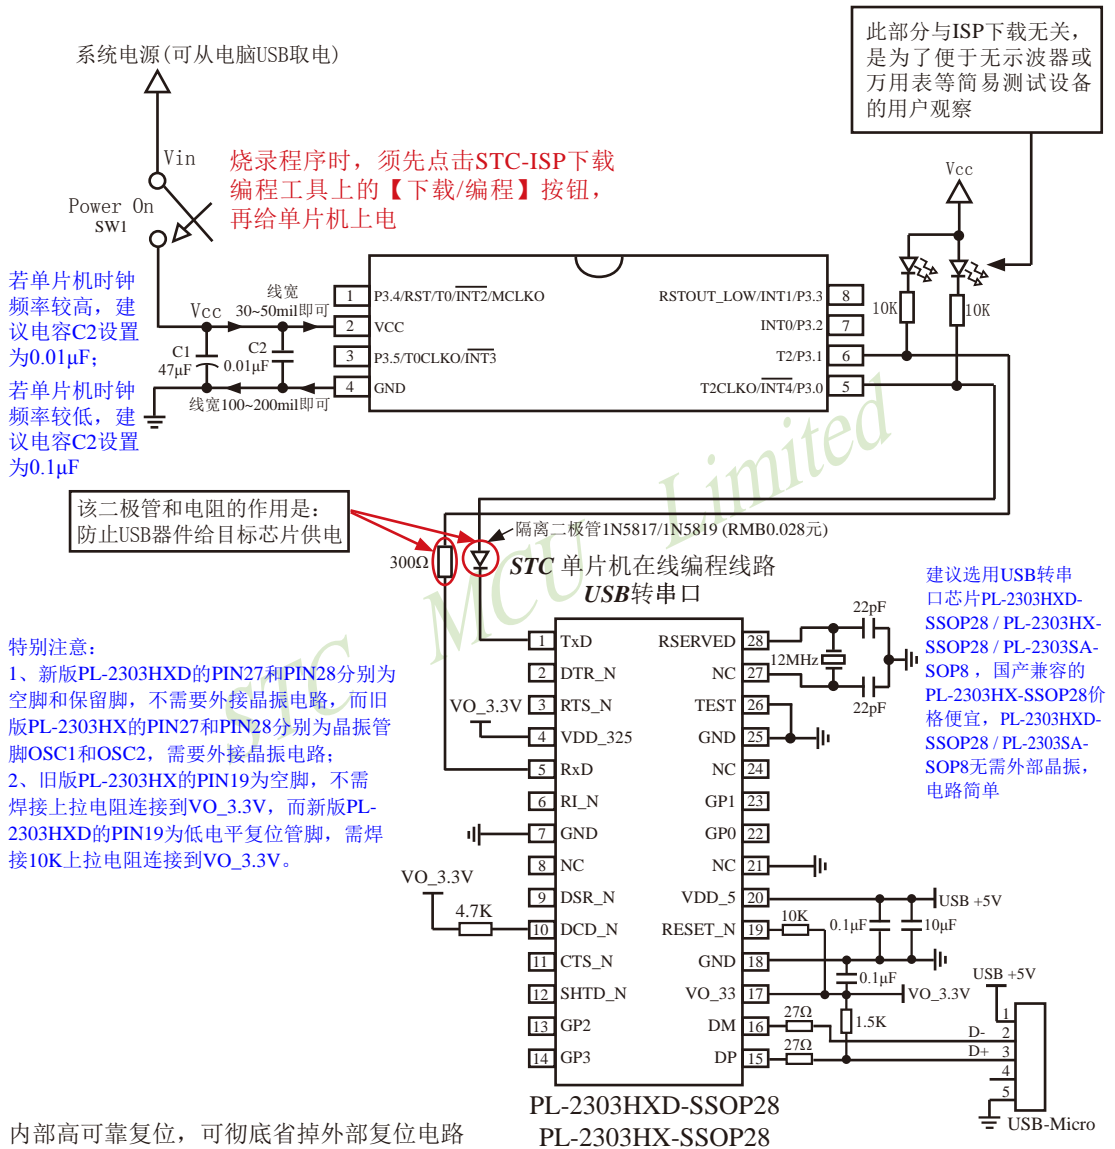 系统电源(可从电脑USB取电)
此部分与ISP下载无关，
是为了便于无示波器或
万用表等简易测试设备
的用户观察
Vin
Power On
SW1
烧录程序时，须先点击STC-ISP下载
编程工具上的【下载/编程】按钮，
再给单片机上电
Vcc
若单片机时钟
频率较高，建
议电容C2设置
为0.01μF；
若单片机时钟
频率较低，建
议电容C2设置
为0.1μF
Vcc
线宽
30~50mil即可
C1
47μF
C2
0.01μF
线宽100~200mil即可
1 P3.4/RST/T0/INT2/MCLKO
2 VCC
3 P3.5/T0CLKO/INT3
4 GND
RSTOUT_LOW/INT1/P3.3 8
INT0/P3.2 7
T2/P3.1 6
T2CLKO/INT4/P3.0 5
10K
10K
该二极管和电阻的作用是：
防止USB器件给目标芯片供电
300Ω
隔离二极管1N5817/1N5819 (RMB0.028元)
STC 单片机在线编程线路
USB转串口
STC MCU Limited
建议选用USB转串
口芯片PL-2303HXD-
SSOP28 / PL-2303HX-
SSOP28 / PL-2303SA-
SOP8 ，国产兼容的
PL-2303HX-SSOP28价
格便宜，PL-2303HXD-
SSOP28 / PL-2303SA-
SOP8无需外部晶振，
电路简单
特别注意：
1、新版PL-2303HXD的PIN27和PIN28分别为
空脚和保留脚，不需要外接晶振电路，而旧
版PL-2303HX的PIN27和PIN28分别为晶振管
脚OSC1和OSC2，需要外接晶振电路；
2、旧版PL-2303HX的PIN19为空脚，不需
焊接上拉电阻连接到VO_3.3V，而新版PL-
2303HXD的PIN19为低电平复位管脚，需焊
接10K上拉电阻连接到VO_3.3V。
VO_3.3V
VO_3.3V
4.7K
1 TxD
2 DTR_N
3 RTS_N
4 VDD_325
5 RxD
6 RI_N
7 GND
8 NC
9 DSR_N
10 DCD_N
11 CTS_N
12 SHTD_N
13 GP2
14 GP3
RSERVED 28
NC 27
TEST 26
GND 25
NC 24
GP1 23
GP0 22
NC 21
VDD_5 20
RESET_N 19
GND 18
VO_33 17
DM 16
DP 15
22pF
12MHz
22pF
USB +5V
0.1μF
10μF
10K
0.1μF
VO_3.3V
27Ω
27Ω
1.5K
USB +5V
D-
D+
1
2
3
4
5
USB-Micro
PL-2303HXD-SSOP28
PL-2303HX-SSOP28
内部高可靠复位，可彻底省掉外部复位电路